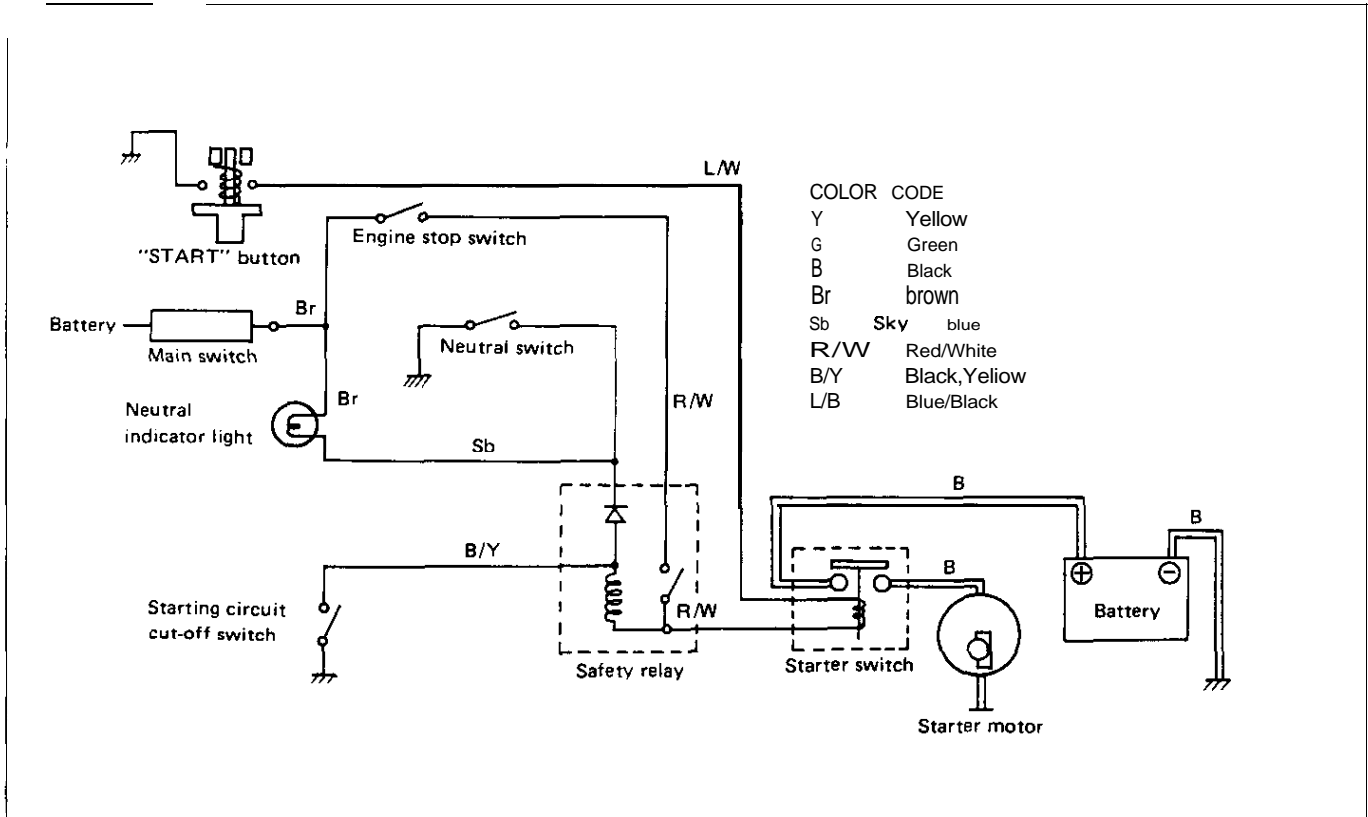 L/W
"START" button
Engine stop switch
COLOR CODE
Y Yellow
G Green
B Black
Br brown
Sb Sky blue
R/W Red/White
B/Y Black,Yeliow
L/B Blue/Black
Br
Battery
Main switch
Neutral switch
Neutral
indicator light
Br
R/W
Sb
B
B
B/Y
B
+
−
Battery
Starting circuit
cut-off switch
R/W
Safety relay
Starter switch
Starter motor